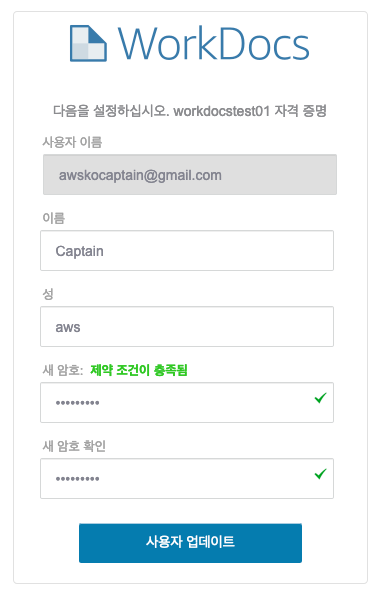 WorkDocs
다음을 설정하십시오. workdocstest01 자격 증명
사용자 이름
awskocaptain@gmail.com
이름
Captain
성
aws
새 암호: 제약 조건이 충족됨
•••••••••
새 암호 확인
•••••••••
사용자 업데이트